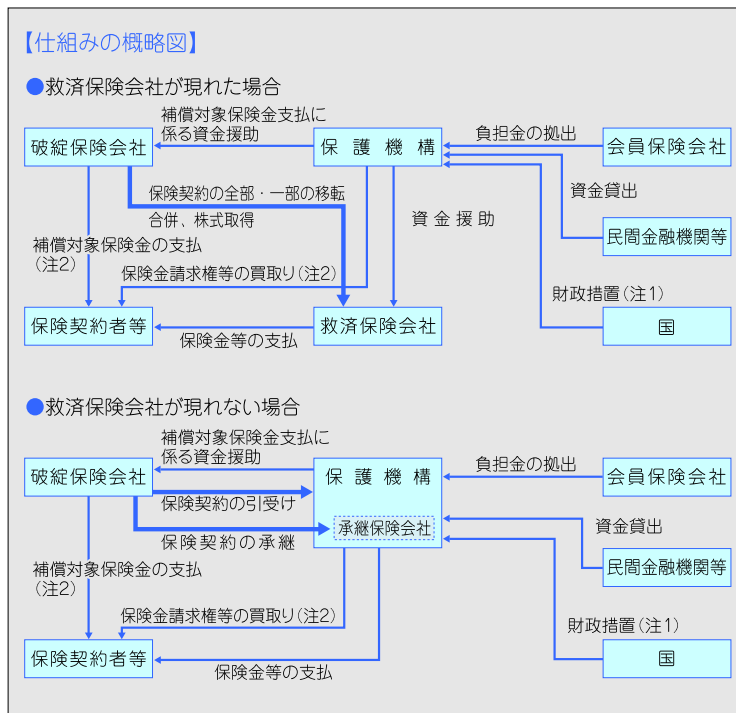 【仕組みの概略図】
●救済保険会社が現れた場合
補償対象保険金支払に
係る資金援助
負担金の拠出
破綻保険会社
保護機構
会員保険会社
保険契約の全部・一部の移転
合併、株式取得
資金援助
資金貸出
民間金融機関等
補償対象保険金の支払
(注2)
保険金請求権等の買取り(注2)
財政措置(注1)
保険契約者等
救済保険会社
国
保険金等の支払
●救済保険会社が現れない場合
補償対象保険金支払に
係る資金援助
負担金の拠出
破綻保険会社
保護機構
会員保険会社
保険契約の引受け
承継保険会社
資金貸出
保険契約の承継
民間金融機関等
補償対象保険金の支払
(注2)
保険金請求権等の買取り(注2)
財政措置(注1)
保険契約者等
国
保険金等の支払